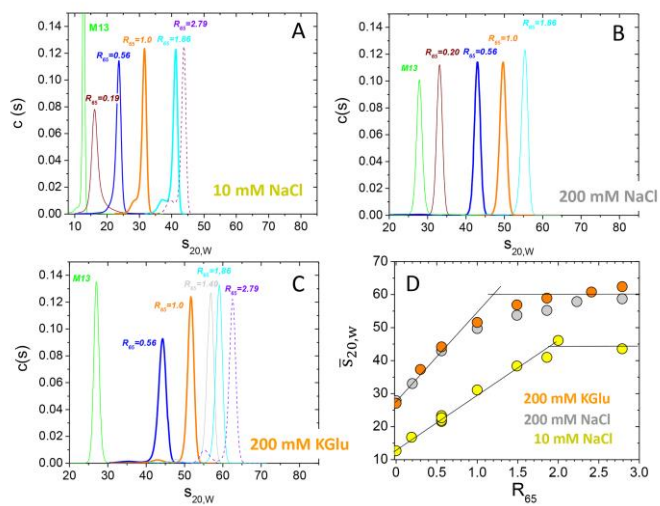 A
M13
R65=0.19
R65=0.56
R65=1.0
R65=1.86
R65=2.79
10 mM NaCl
c (s)
0.14
0.12
0.10
0.08
0.06
0.04
0.02
0.00
10 20 30 40 50 60 70 80
s20,W
B
M13
R65=0.20
R65=0.56
R65=1.0
R65=1.86
200 mM NaCl
c (s)
0.14
0.12
0.10
0.08
0.06
0.04
0.02
0.00
20 30 40 50 60 70 80
s20,W
C
M13
R65=0.56
R65=1.0
R65=1.49
R65=1.86
R65=2.79
200 mM KGlu
c(s)
0.14
0.12
0.10
0.08
0.06
0.04
0.02
0.00
20 30 40 50 60 70 80
s20,w
D
s̄20,w
80
70
60
50
40
30
20
10
0
200 mM KGlu
200 mM NaCl
10 mM NaCl
0.0 0.5 1.0 1.5 2.0 2.5 3.0
R65